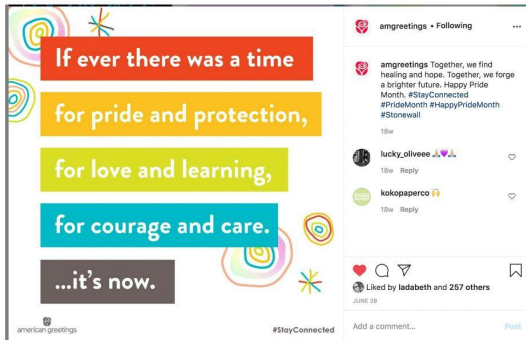 If ever there was a time
for pride and protection,
for love and learning,
for courage and care.
...it's now.
american greetings
#StayConnected
amgreetings • Following
amgreetings Together, we find
healing and hope. Together, we forge
a brighter future. Happy Pride
Month. #StayConnected
#PrideMonth #HappyPrideMonth
#Stonewall
18w
lucky_oliveee 🙏🏼💜🙏🏼
18w Reply
kokopaperco 🙌
18w Reply
Liked by ladabeth and 257 others
JUNE 28
Add a comment... Post